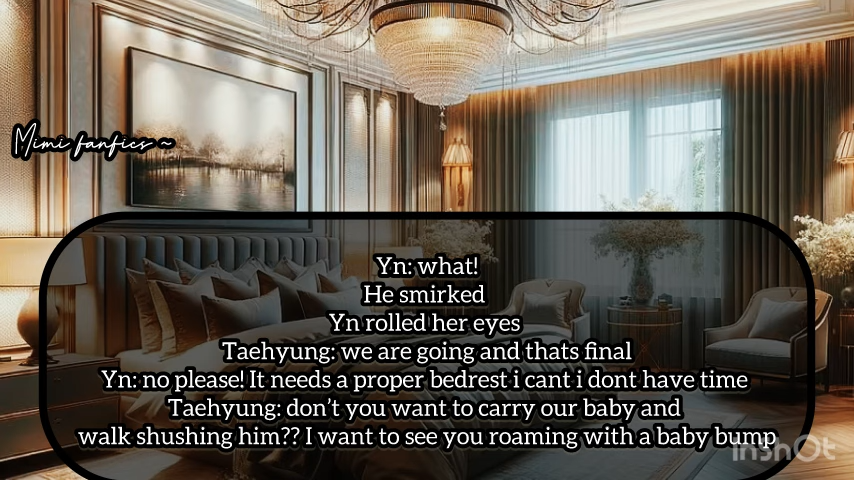 Mimi fanfics ~
Yn: what!
He smirked
Yn rolled her eyes
Taehyung: we are going and thats final
Yn: no please! It needs a proper bedrest i cant i dont have time
Taehyung: don’t you want to carry our baby and
walk shushing him?? I want to see you roaming with a baby bump
InShOt